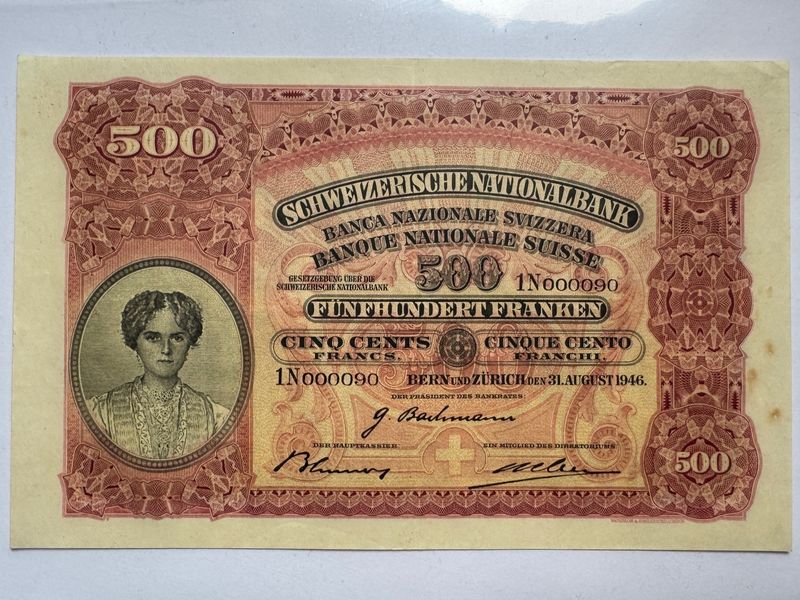 500
500
SCHWEIZERISCHE NATIONALBANK
BANCA NAZIONALE SVIZZERA
BANQUE NATIONALE SUISSE
GESETZGEBUNG ÜBER DIE
SCHWEIZERISCHE NATIONALBANK
500
1N000090
FÜNFHUNDERT FRANKEN
CINQ CENTS
FRANCS.
CINQUE CENTO
FRANCHI.
1N000090
BERN UND ZÜRICH DEN 31. AUGUST 1946.
DER PRÄSIDENT DES BANKRATES
G. Bachmann
DER HAUPTKASSIER
EIN MITGLIED DES DIREKTORIUMS
500